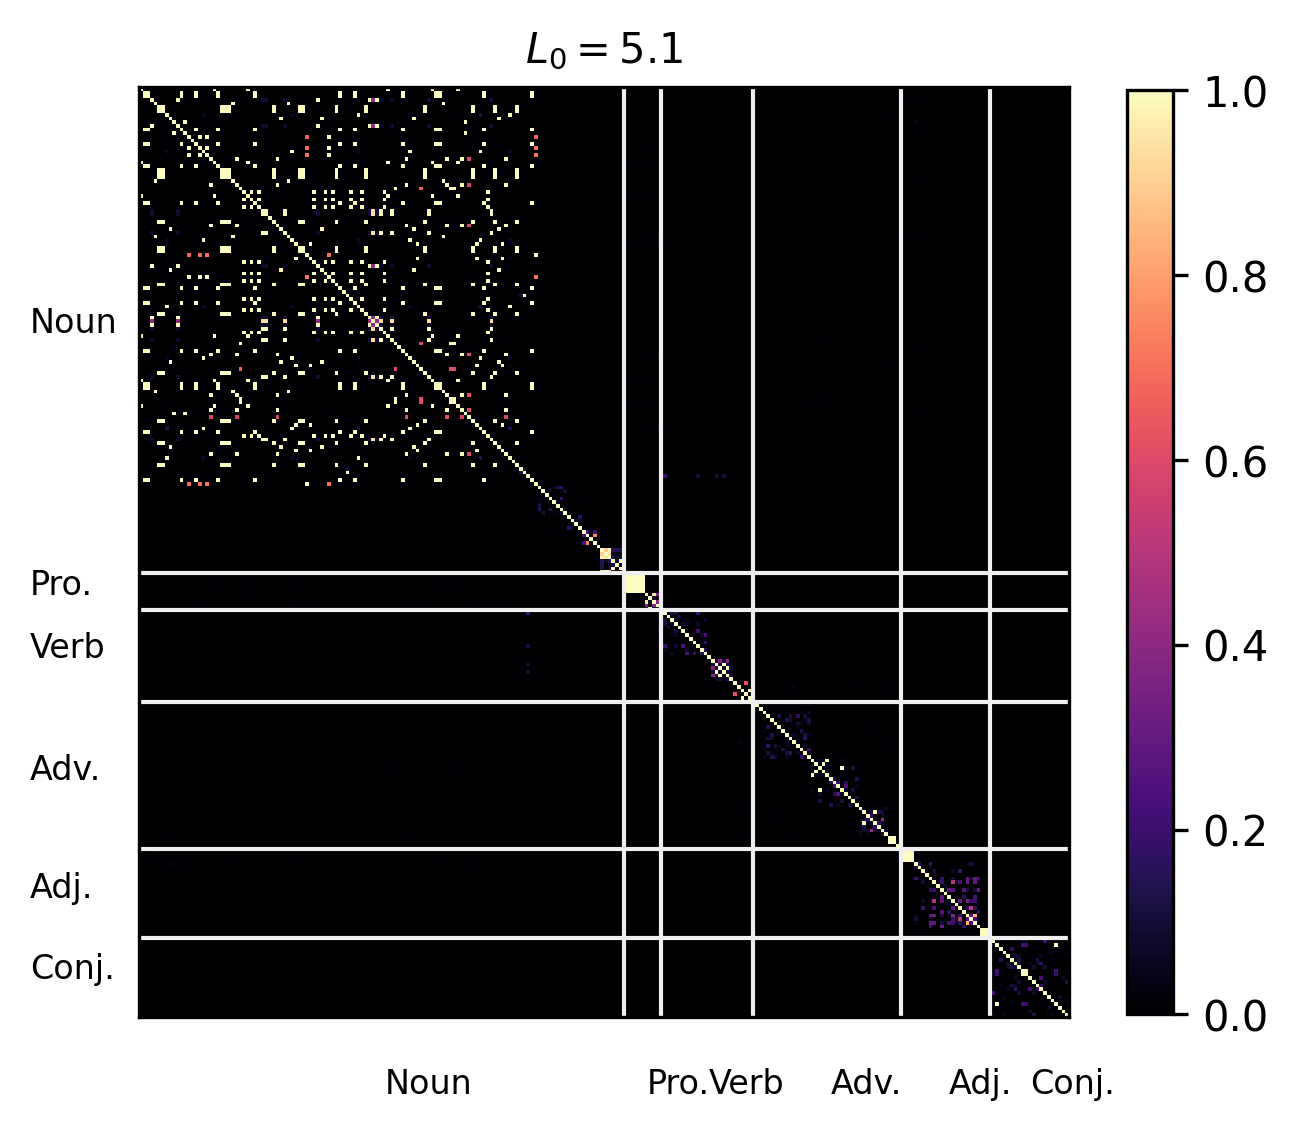 L₀ = 5.1
Noun
Pro.
Verb
Adv.
Adj.
Conj.
Noun Pro. Verb Adv. Adj. Conj.
1.0
0.8
0.6
0.4
0.2
0.0